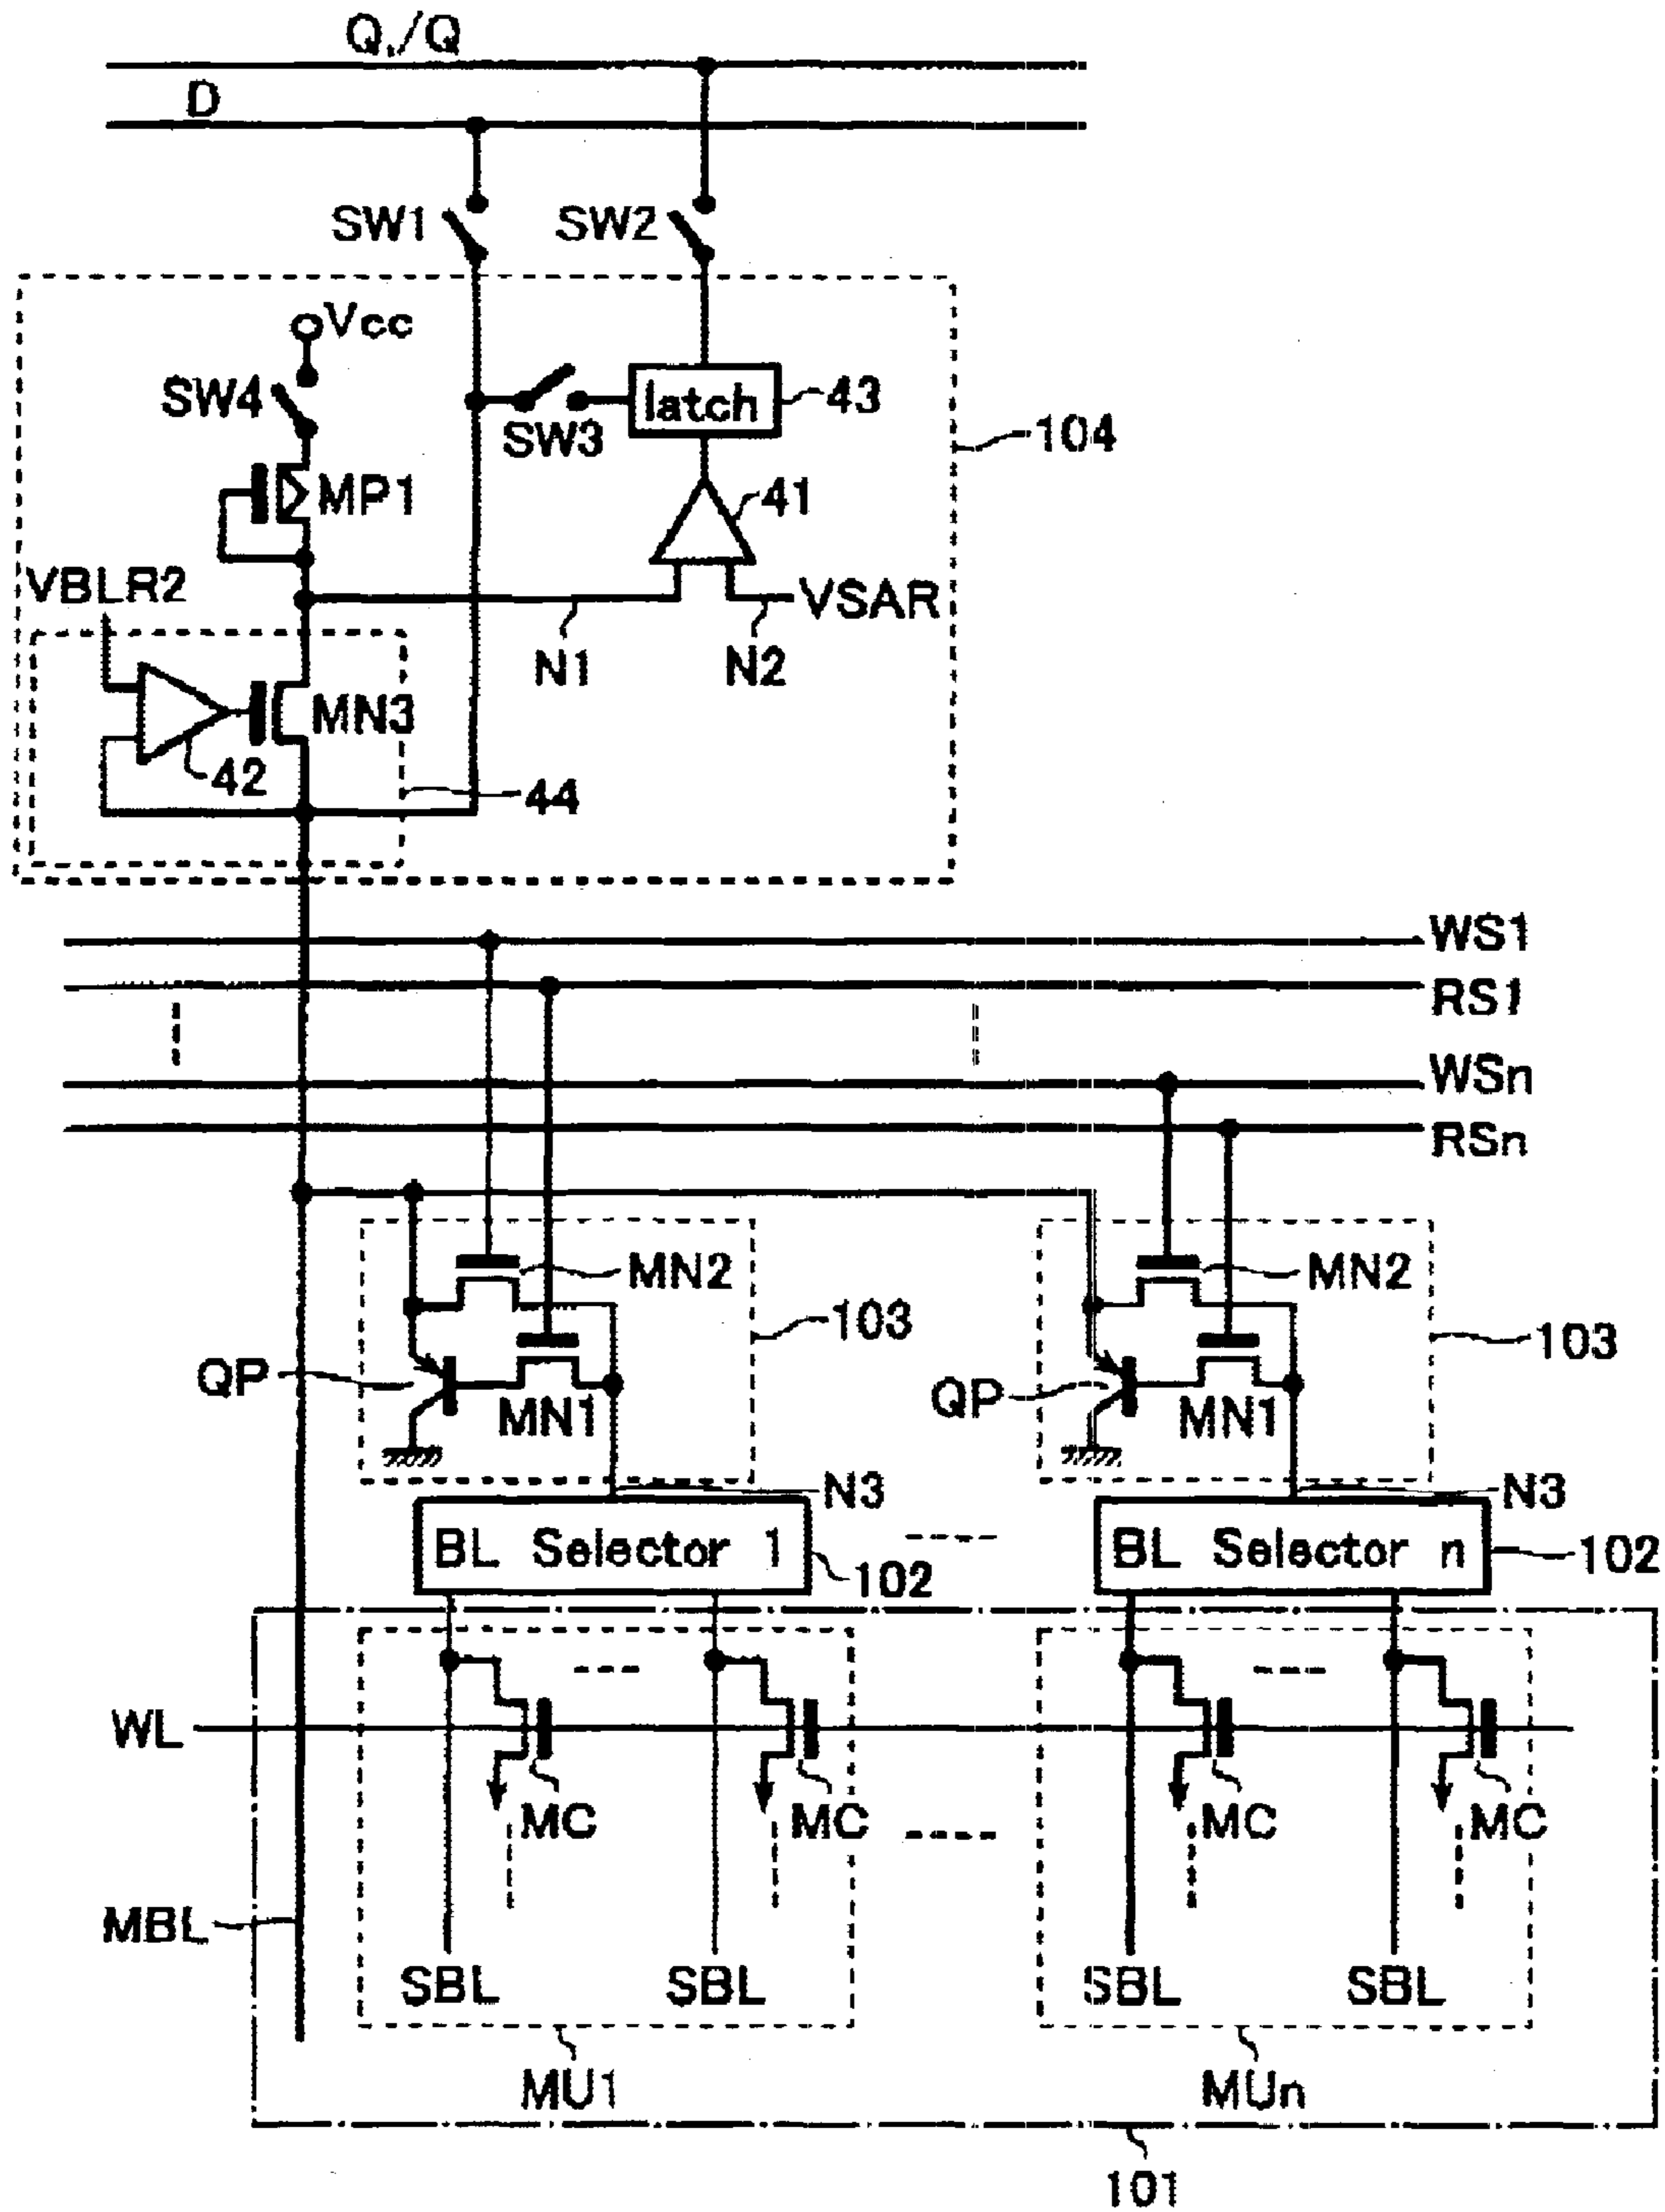 Q,/Q
D
SW1
SW2
Vcc
SW4
latch
43
SW3
104
MP1
41
VBLR2
VSAR
N1
N2
MN3
42
44
WS1
RS1
WSn
RSn
MN2
MN2
103
103
QP
QP
MN1
MN1
N3
N3
BL Selector 1
BL Selector n
102
102
WL
MC
MC
MC
MC
MBL
SBL
SBL
SBL
SBL
MU1
MUn
101